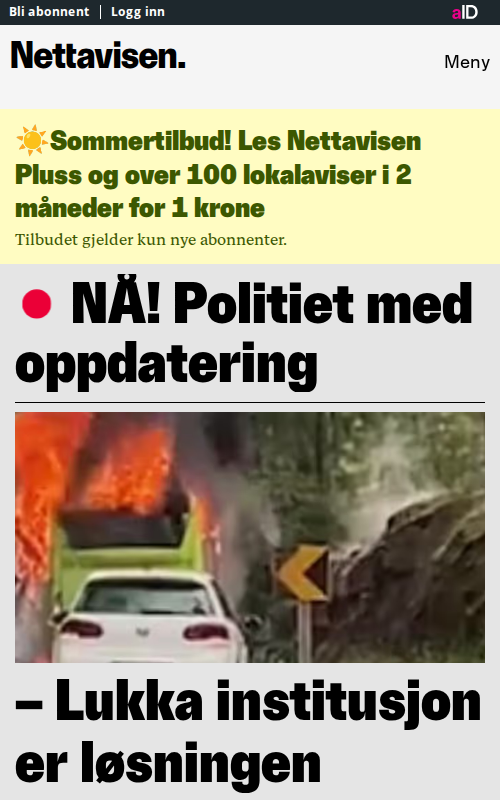 Bli abonnent
Logg inn
aID
Nettavisen.
Meny
☀️Sommertilbud! Les Nettavisen
Pluss og over 100 lokalaviser i 2
måneder for 1 krone
Tilbudet gjelder kun nye abonnenter.
🔴 NÅ! Politiet med
oppdatering
– Lukka institusjon
er løsningen